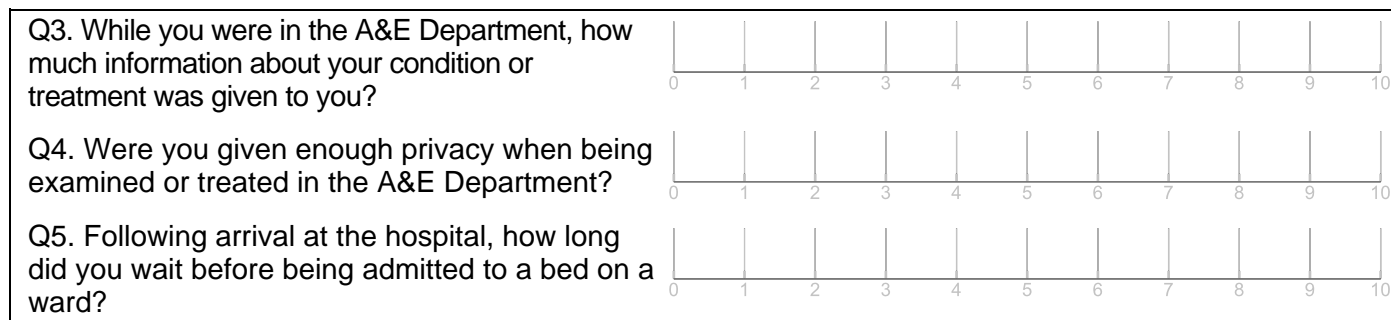 Q3. While you were in the A&E Department, how
much information about your condition or
treatment was given to you?
0 1 2 3 4 5 6 7 8 9 10
Q4. Were you given enough privacy when being
examined or treated in the A&E Department?
0 1 2 3 4 5 6 7 8 9 10
Q5. Following arrival at the hospital, how long
did you wait before being admitted to a bed on a
ward?
0 1 2 3 4 5 6 7 8 9 10